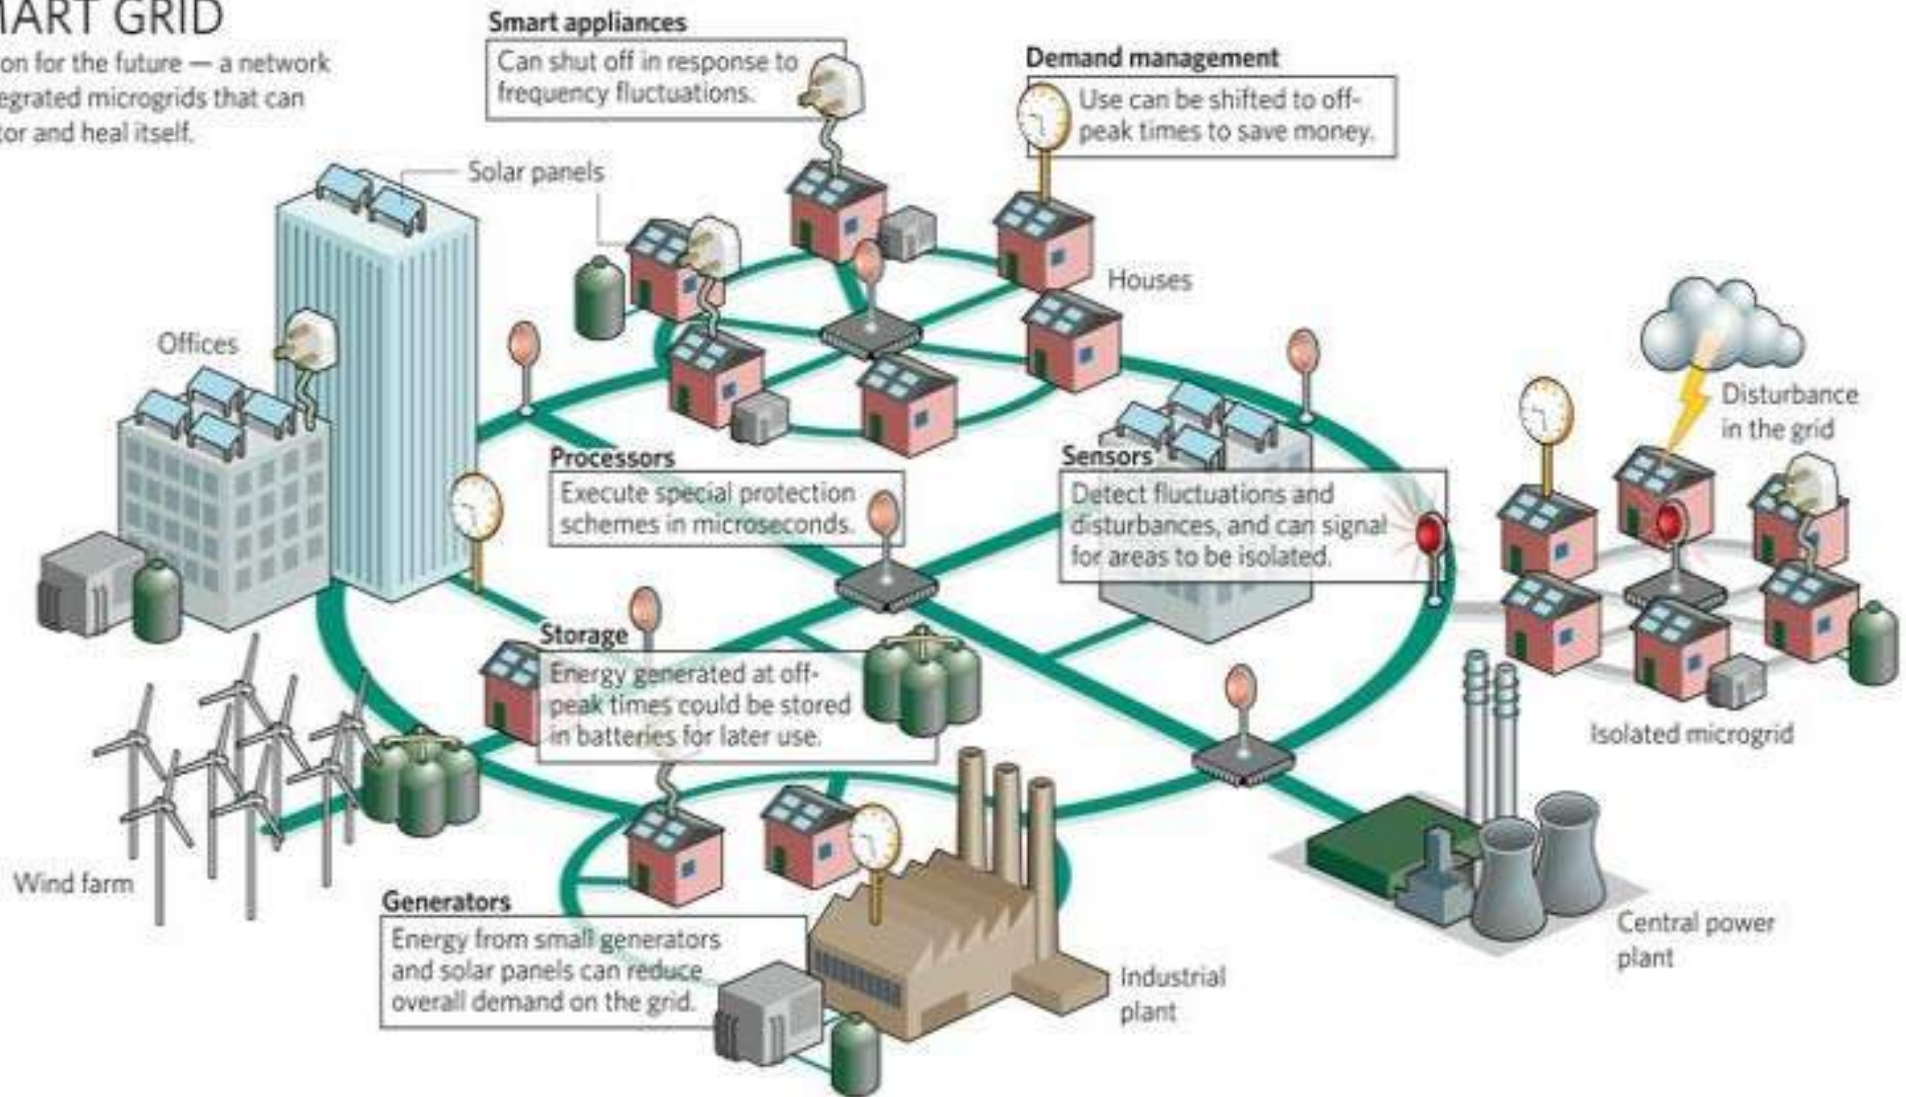 MART GRID
on for the future — a network
egrated microgrids that can
tor and heal itself.
Smart appliances
Can shut off in response to
frequency fluctuations.
Demand management
Use can be shifted to off-
peak times to save money.
Solar panels
Houses
Offices
Disturbance
in the grid
Processors
Execute special protection
schemes in microseconds.
Sensors
Detect fluctuations and
disturbances, and can signal
for areas to be isolated.
Storage
Energy generated at off-
peak times could be stored
in batteries for later use.
Isolated microgrid
Wind farm
Generators
Energy from small generators
and solar panels can reduce
overall demand on the grid.
Industrial
plant
Central power
plant